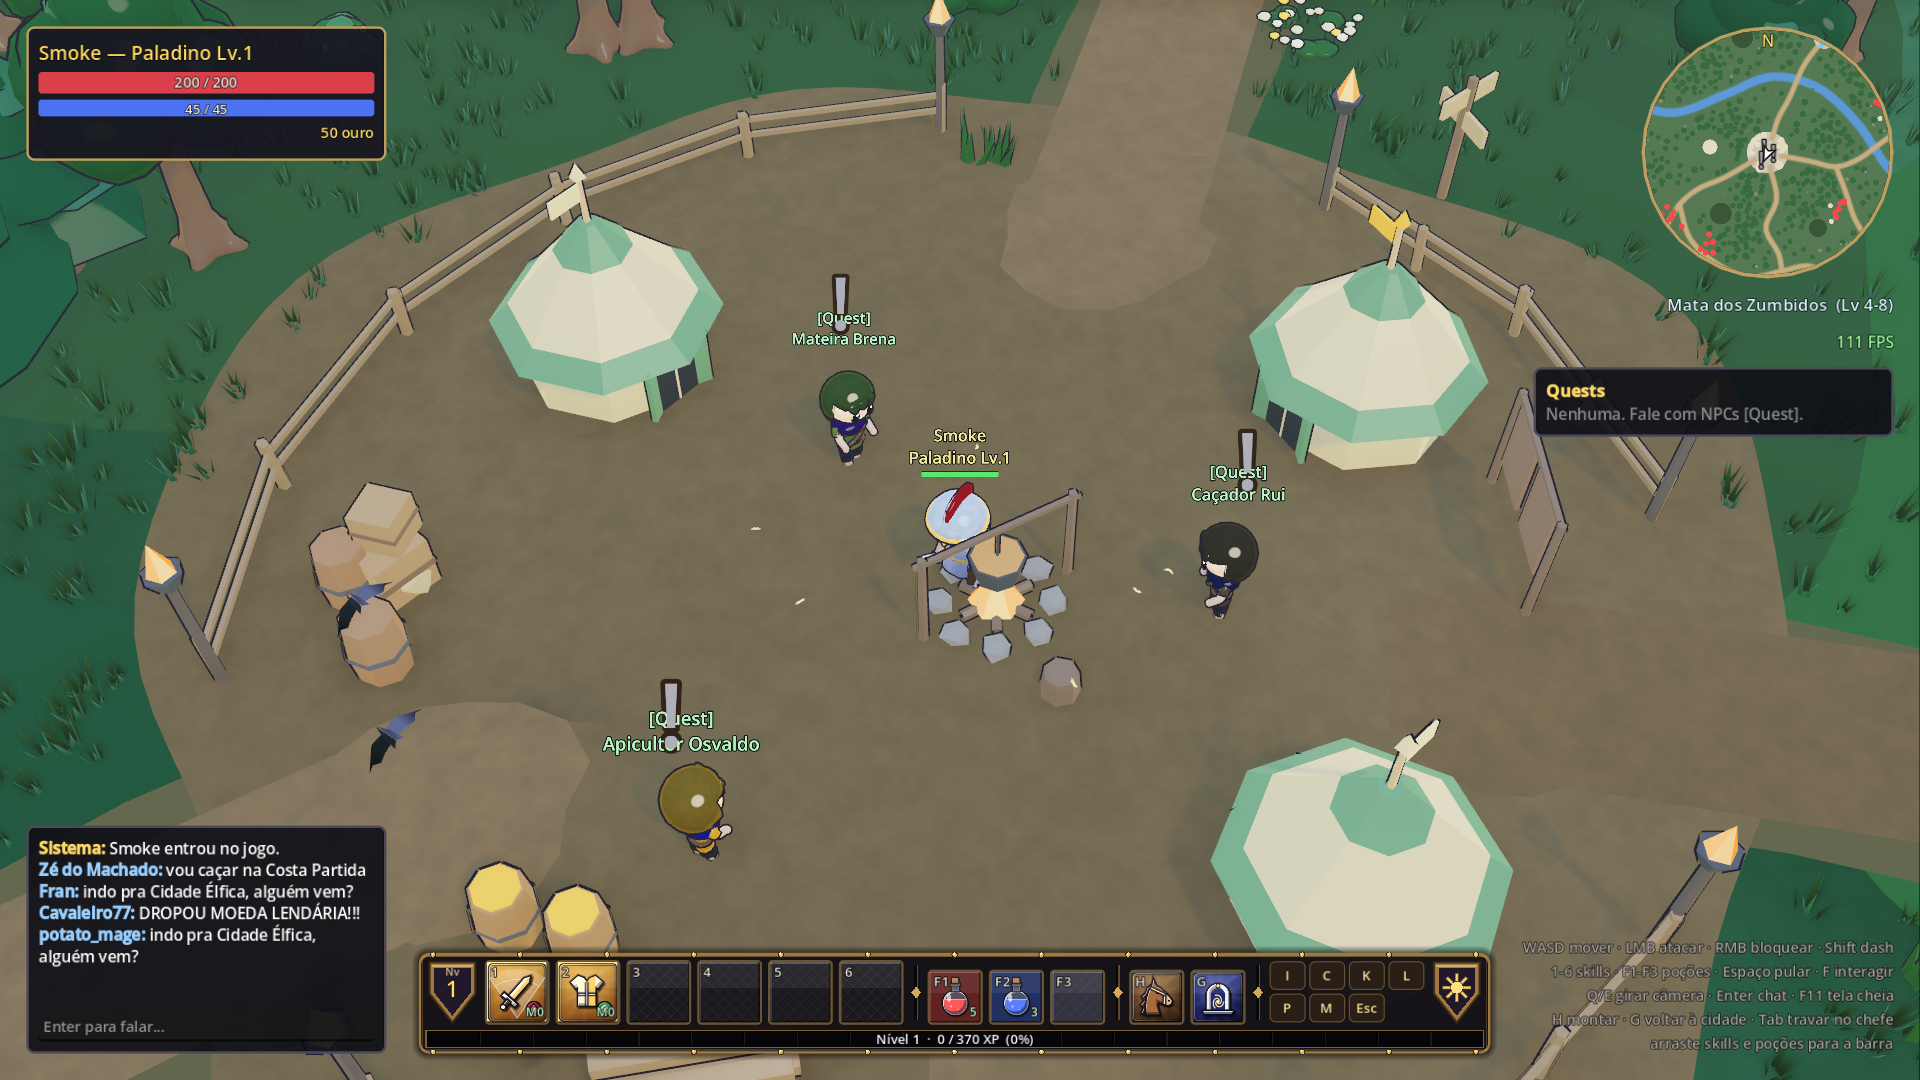 Smoke — Paladino Lv.1
200 / 200
45 / 45
50 ouro
N
Mata dos Zumbidos (Lv 4-8)
111 FPS
Quests
Nenhuma. Fale com NPCs [Quest].
[Quest]
Mateira Brena
Smoke
Paladino Lv.1
[Quest]
Caçador Rui
[Quest]
Apicultor Osvaldo
Sistema: Smoke entrou no jogo.
Zé do Machado: vou caçar na Costa Partida
Fran: indo pra Cidade Élfica, alguém vem?
Cavaleiro77: DROPOU MOEDA LENDÁRIA!!!
potato_mage: indo pra Cidade Élfica,
alguém vem?
Enter para falar...
Nv
1
1 M0
2 M0
3
4
5
6
F1 5
F2 3
F3
H
G
I C K L
P M Esc
Nível 1 · 0 / 370 XP (0%)
WASD mover · LMB atacar · RMB bloquear · Shift dash
1-6 skills · F1-F3 poções · Espaço pular · F interagir
Q/E girar câmera · Enter chat · F11 tela cheia
H montar · G voltar à cidade · Tab travar no chefe
arraste skills e poções para a barra